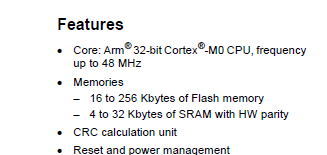 Features
• Core: Arm® 32-bit Cortex®-M0 CPU, frequency
up to 48 MHz
• Memories
– 16 to 256 Kbytes of Flash memory
– 4 to 32 Kbytes of SRAM with HW parity
• CRC calculation unit
• Reset and power management